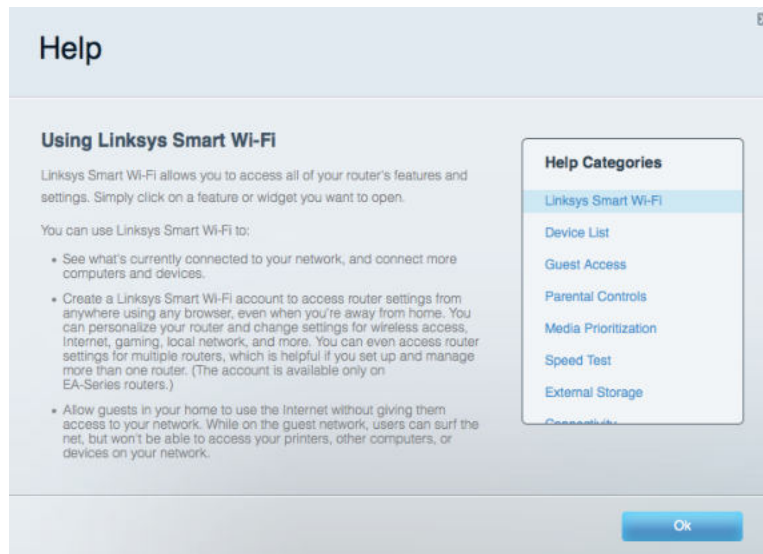 Help
Using Linksys Smart Wi-Fi
Linksys Smart Wi-Fi allows you to access all of your router's features and
settings. Simply click on a feature or widget you want to open.
You can use Linksys Smart Wi-Fi to:
• See what's currently connected to your network, and connect more
computers and devices.
• Create a Linksys Smart Wi-Fi account to access router settings from
anywhere using any browser, even when you're away from home. You
can personalize your router and change settings for wireless access,
Internet, gaming, local network, and more. You can even access router
settings for multiple routers, which is helpful if you set up and manage
more than one router. (The account is available only on
EA-Series routers.)
• Allow guests in your home to use the Internet without giving them
access to your network. While on the guest network, users can surf the
net, but won't be able to access your printers, other computers, or
devices on your network.
Help Categories
Linksys Smart Wi-Fi
Device List
Guest Access
Parental Controls
Media Prioritization
Speed Test
External Storage
Connectivity
Ok